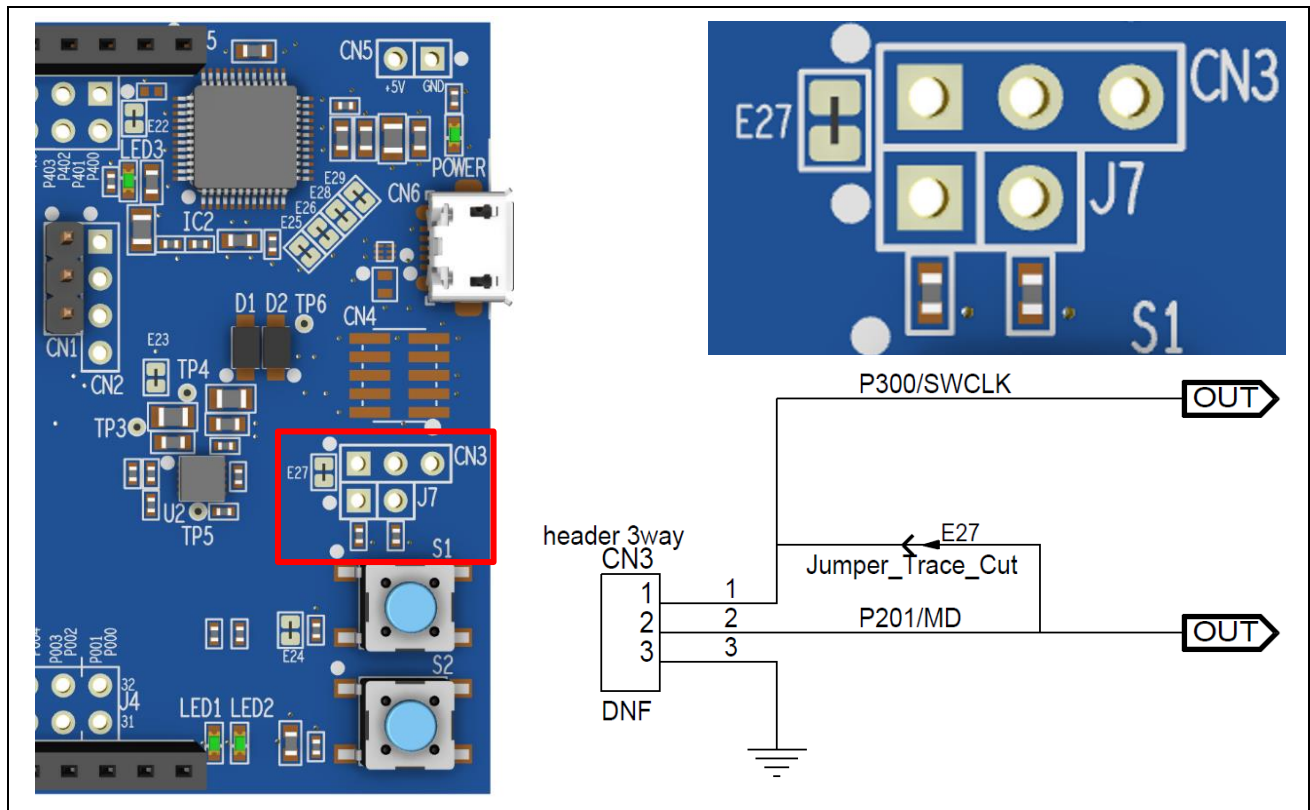 5
CN5
+5V
GND
E22
P403
P402
P401
P400
LED3
POWER
IC2
E29
E28
E26
E25
CN6
CN1
CN2
D1 D2 TP6
CN4
E23
TP4
TP3
U2
TP5
E27
CN3
J7
S1
E24
S2
P004
P003
P002
P001
P000
32
J4
31
LED1 LED2
E27
CN3
J7
S1
P300/SWCLK
OUT
E27
Jumper_Trace_Cut
header 3way
CN3
1
1
2
2
P201/MD
OUT
3
3
DNF